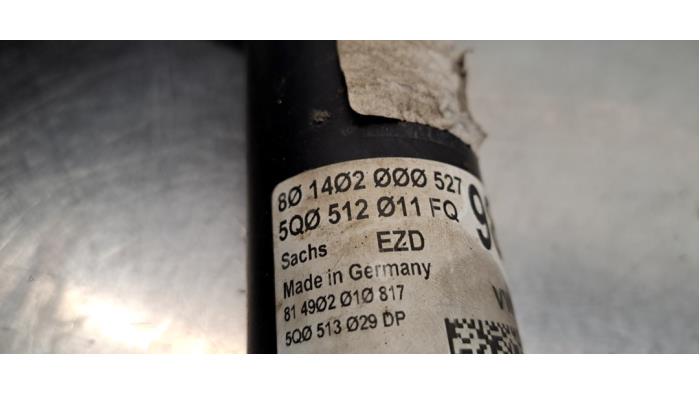 8Ø 14Ø2 ØØØ 527
5QØ 512 Ø11 FQ
Sachs EZD
Made in Germany
81 49Ø2 Ø1Ø 817
5QØ 513 Ø29 DP